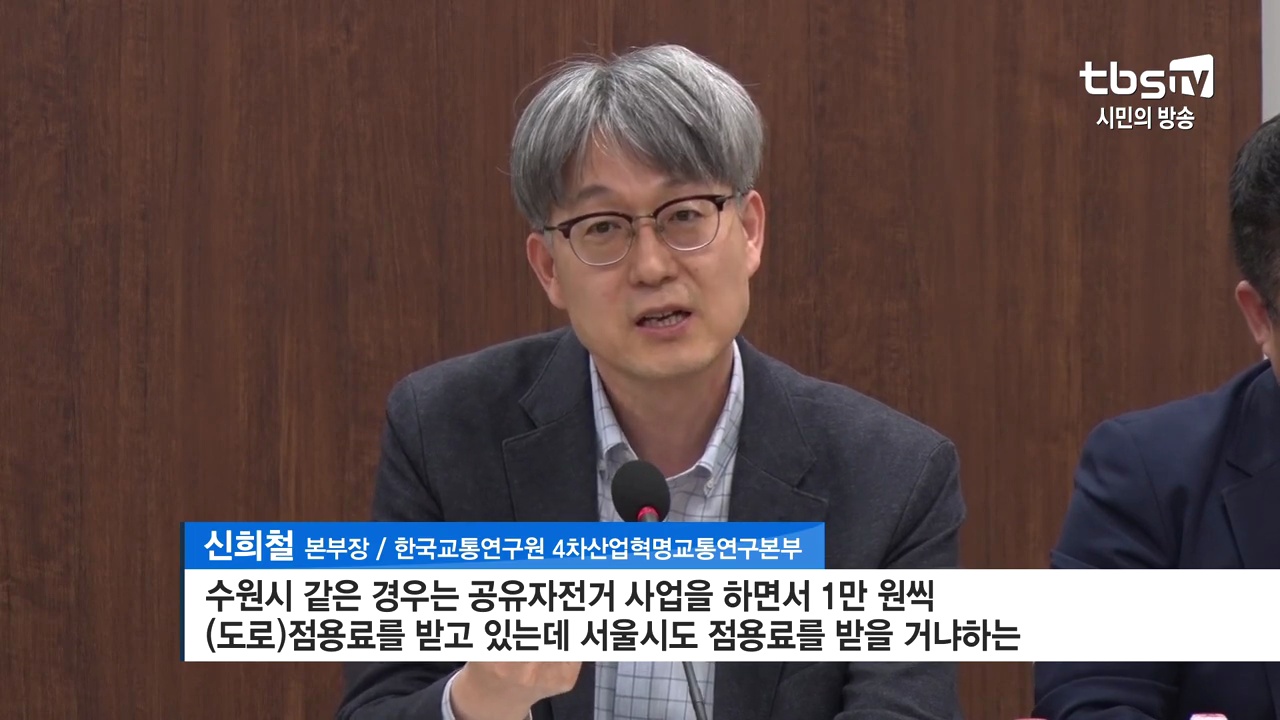 tbsTV
시민의 방송
신희철 본부장 / 한국교통연구원 4차산업혁명교통연구본부
수원시 같은 경우는 공유자전거 사업을 하면서 1만 원씩
(도로)점용료를 받고 있는데 서울시도 점용료를 받을 거냐하는